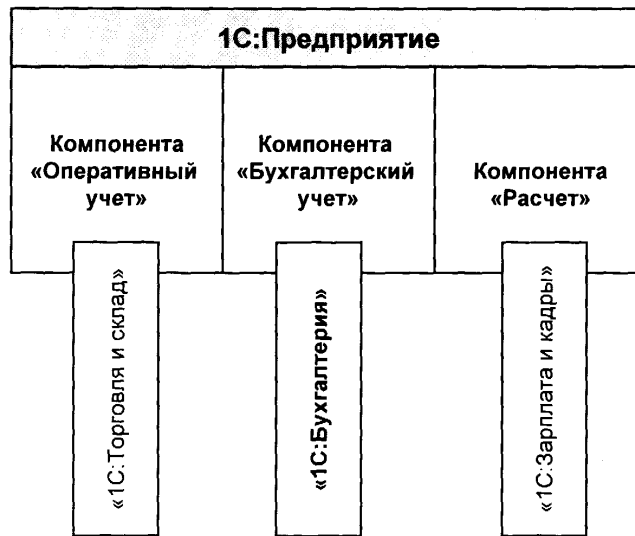 1С:Предприятие
Компонента
«Оперативный
учет»
Компонента
«Бухгалтерский
учет»
Компонента
«Расчет»
«1С:Торговля и склад»
«1С:Бухгалтерия»
«1С:Зарплата и кадры»